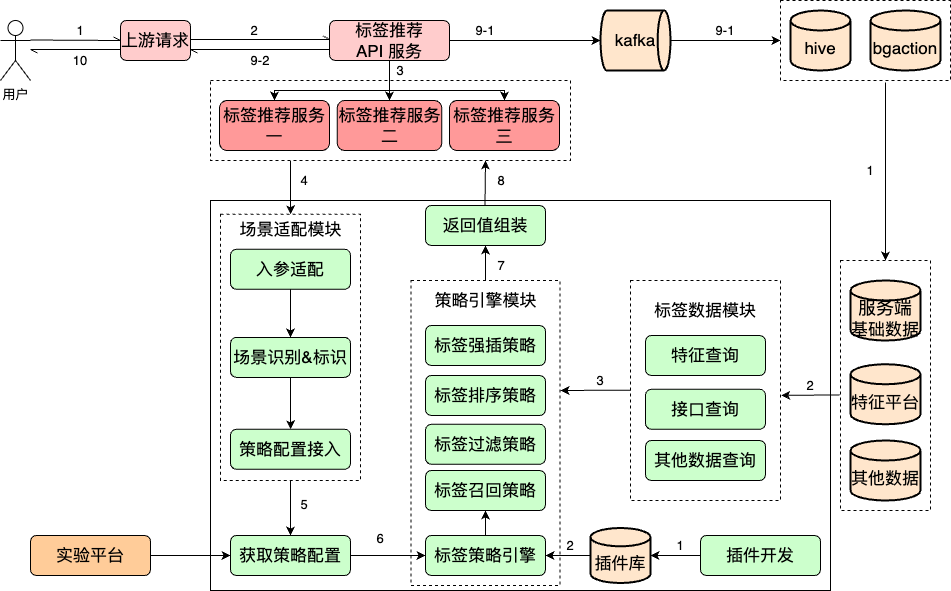 1
2
标签推荐
API 服务
9-1
kafka
9-1
hive
bgaction
上游请求
10
9-2
用户
3
标签推荐服务
一
标签推荐服务
二
标签推荐服务
三
4
8
1
场景适配模块
入参适配
场景识别&标识
策略配置接入
返回值组装
7
策略引擎模块
标签强插策略
标签排序策略
标签过滤策略
标签召回策略
标签策略引擎
3
标签数据模块
特征查询
接口查询
其他数据查询
2
服务端
基础数据
特征平台
其他数据
5
实验平台
获取策略配置
6
2
插件库
1
插件开发